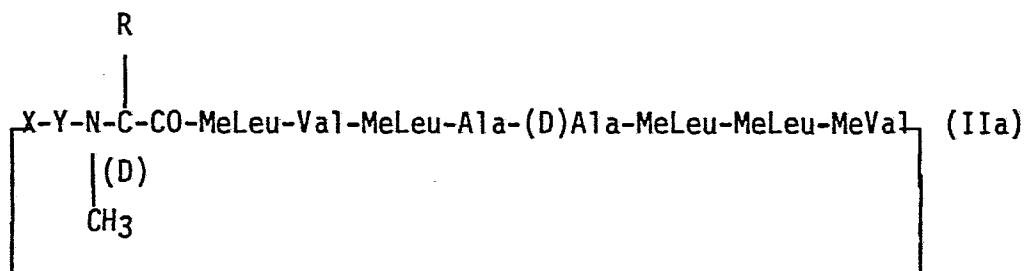 R
X-Y-N-C-CO-MeLeu-Val-MeLeu-Ala-(D)Ala-MeLeu-MeLeu-MeVal (IIa)
(D)
CH3